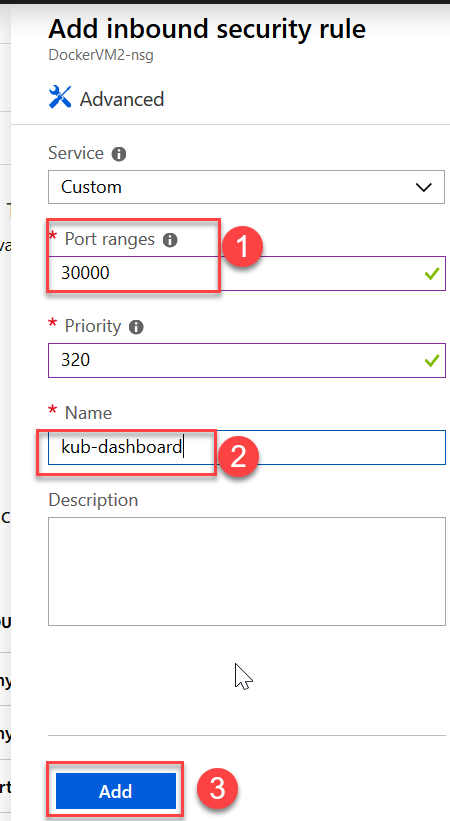 Add inbound security rule
DockerVM2-nsg
Advanced
Service
Custom
* Port ranges
1
30000
* Priority
320
* Name
kub-dashboard
2
Description
Add
3